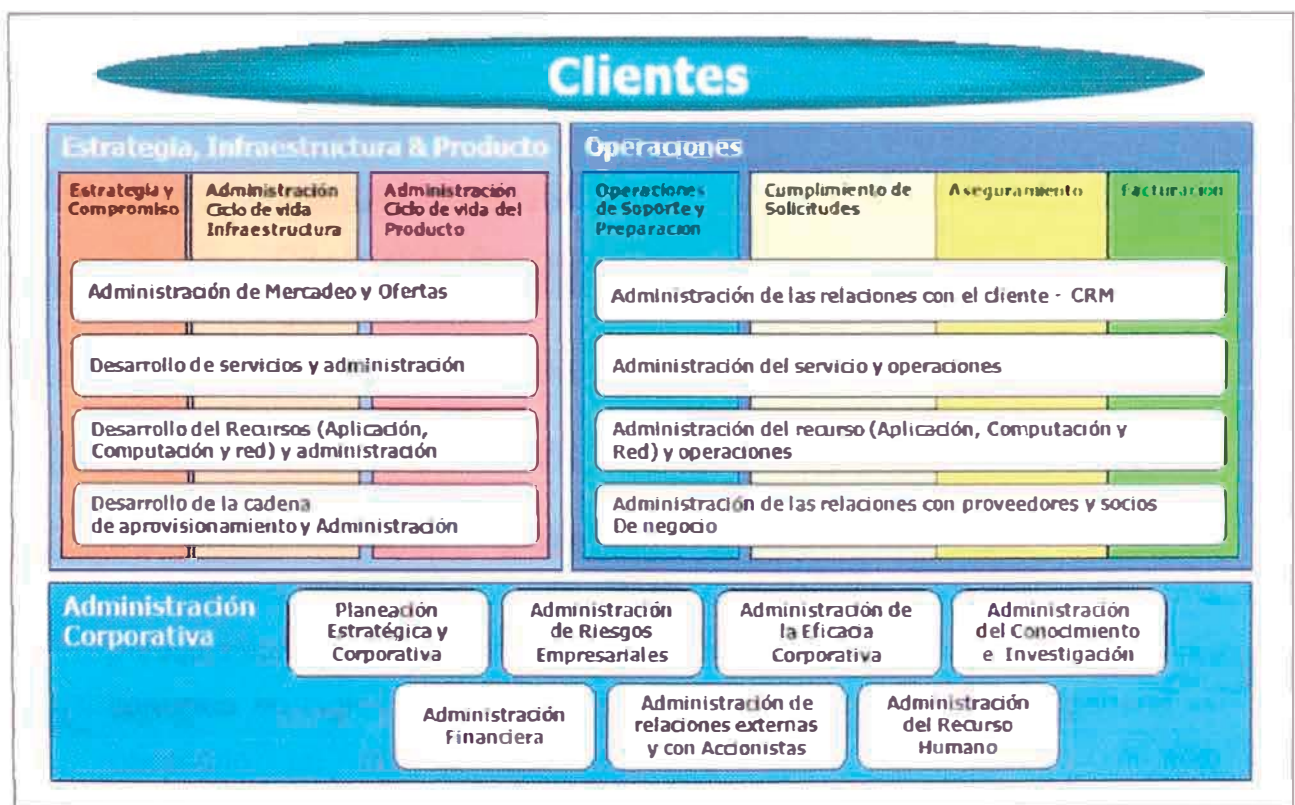 Clientes
Estrategia, Infraestructura & Producto
Estrategia y
Compromiso
Administración
Ciclo de vida
Infraestructura
Administración
Ciclo de vida del
Producto
Administración de Mercadeo y Ofertas
Desarrollo de servicios y administración
Desarrollo del Recursos (Aplicación,
Computación y red) y administración
Desarrollo de la cadena
de aprovisionamiento y Administración
Operaciones
Operaciones
de Soporte y
Preparacion
Cumplimiento de
Solicitudes
Aseguramiento
Facturación
Administración de las relaciones con el cliente - CRM
Administración del servicio y operaciones
Administración del recurso (Aplicación, Computación y
Red) y operaciones
Administración de las relaciones con proveedores y socios
De negocio
Administración
Corporativa
Planeación
Estratégica y
Corporativa
Administración
de Riesgos
Empresariales
Administración de
la Eficacia
Corporativa
Administración
del Conocimiento
e Investigación
Administración
Financiera
Administración de
relaciones externas
y con Accionistas
Administración
del Recurso
Humano